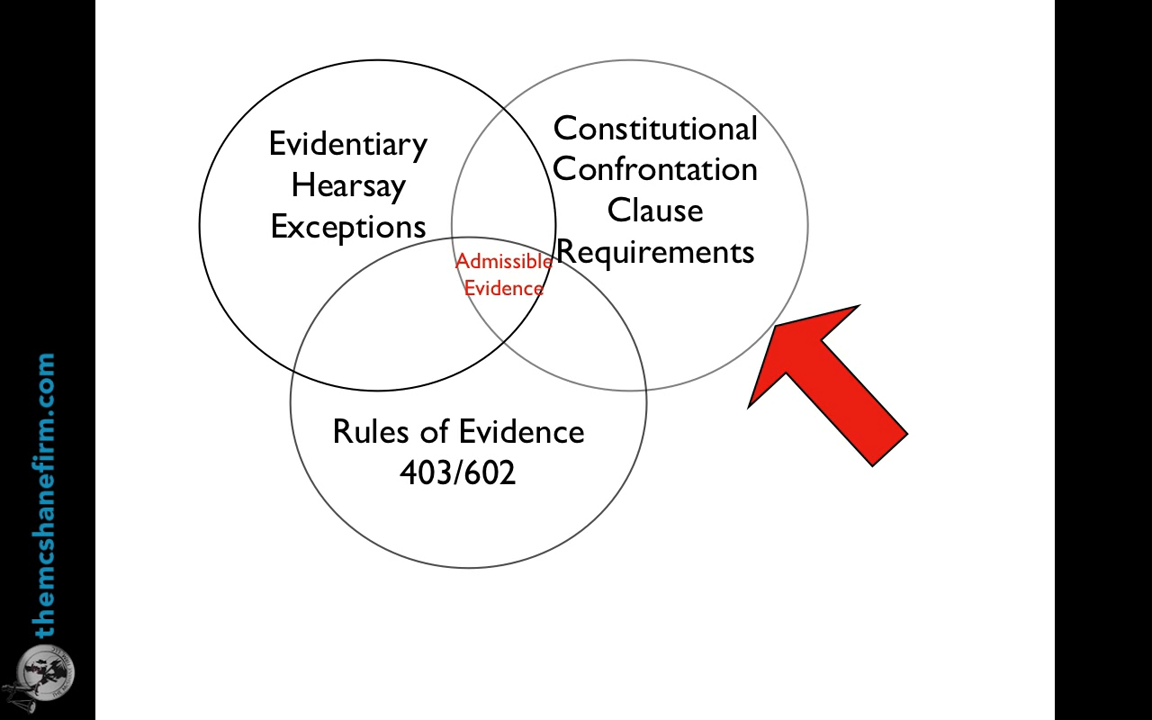 Evidentiary
Hearsay
Exceptions
Constitutional
Confrontation
Clause
Requirements
Admissible
Evidence
Rules of Evidence
403/602
themcshanefirm.com